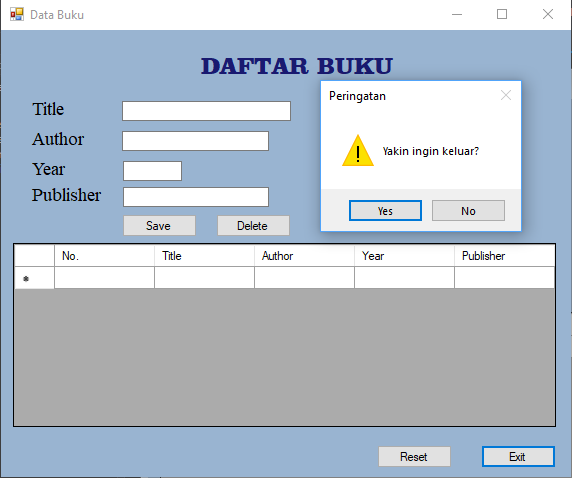 Data Buku
DAFTAR BUKU
Title
Author
Year
Publisher
Save Delete
Peringatan
Yakin ingin keluar?
Yes No
No. Title Author Year Publisher
Reset Exit